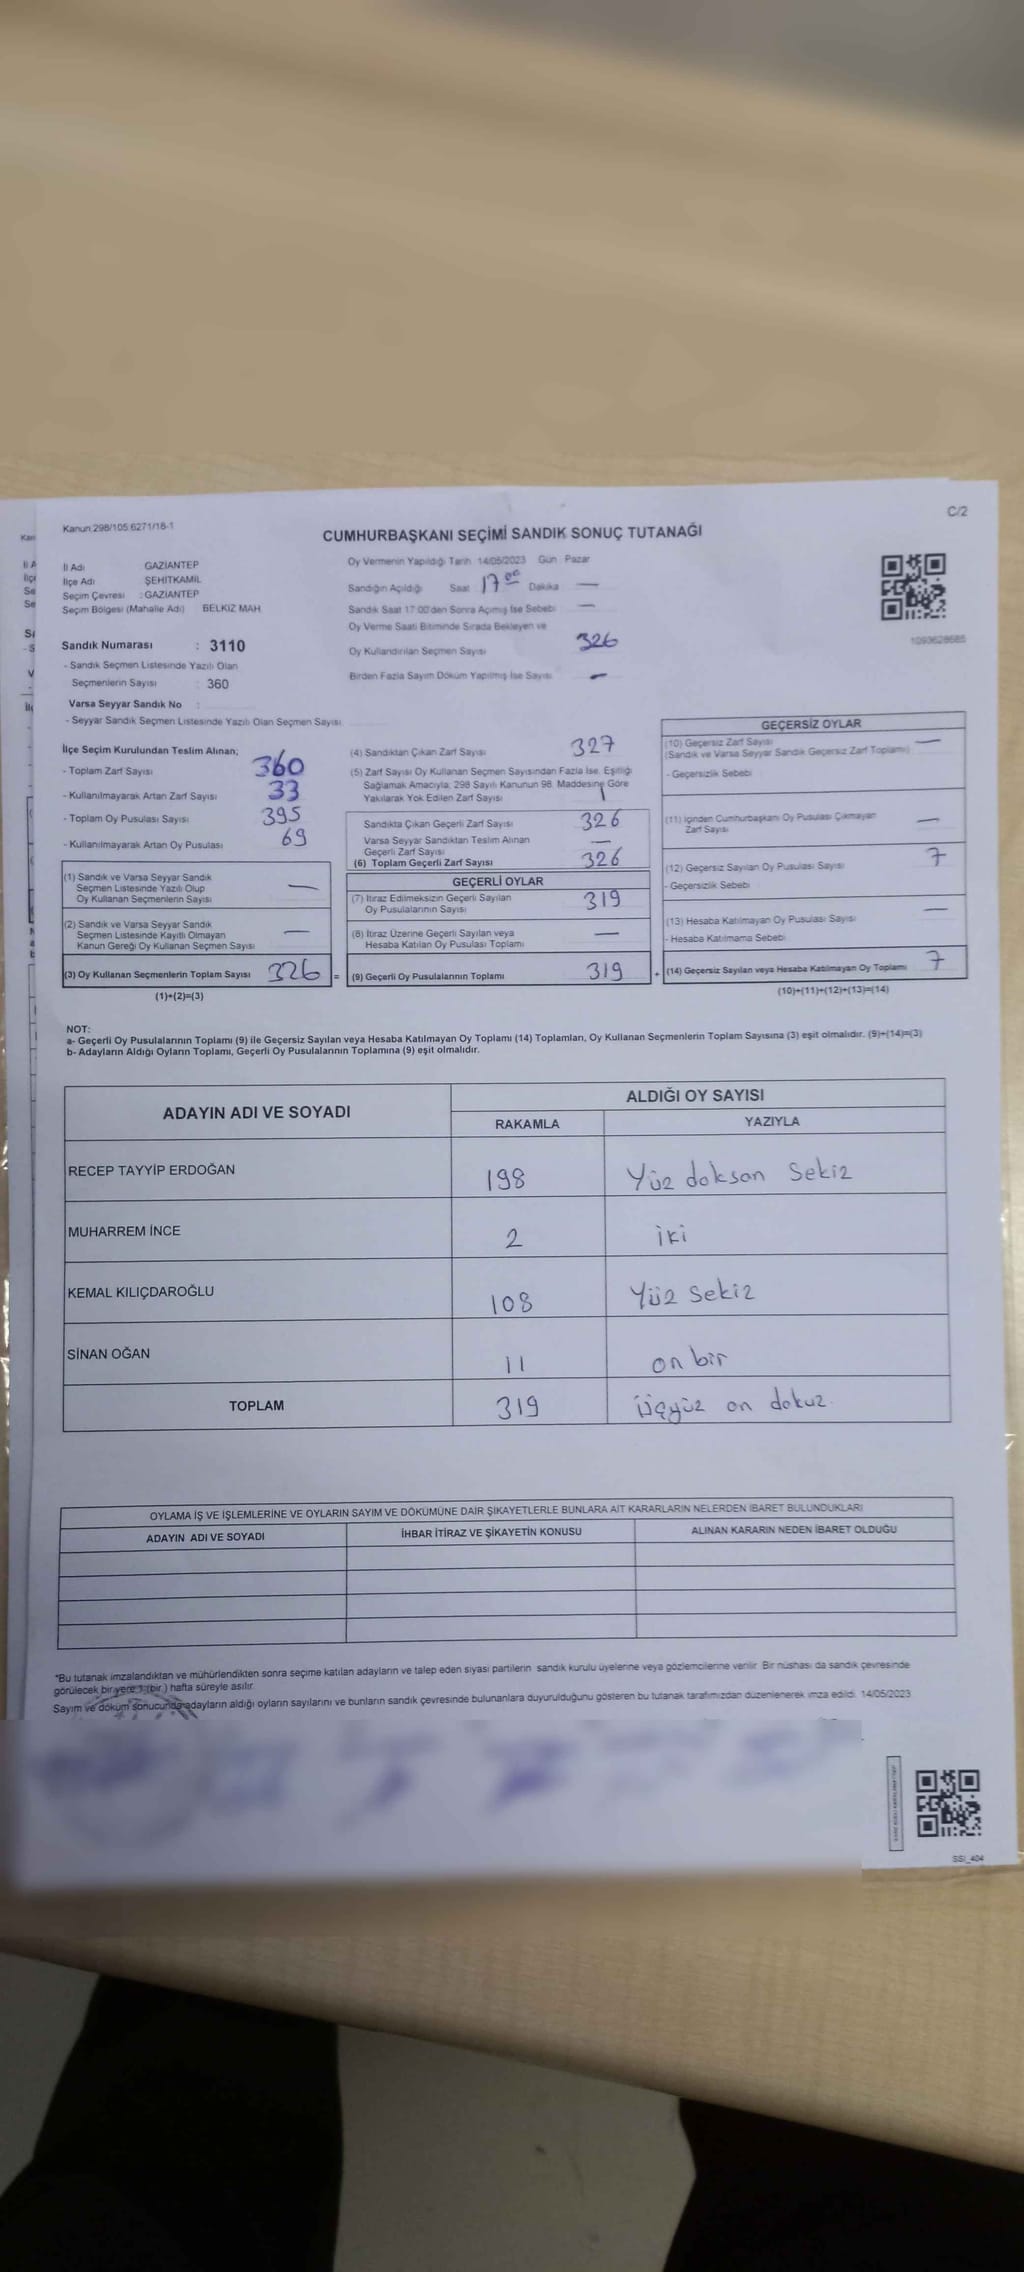 C/2
Kanun 298/105 6271/18-1
CUMHURBAŞKANI SEÇİMİ SANDIK SONUÇ TUTANAĞI
İl Adı GAZİANTEP
İlçe Adı ŞEHİTKAMİL
Seçim Çevresi : GAZİANTEP
Seçim Bölgesi (Mahalle Adı) BELKIZ MAH
Oy Vermenin Yapıldığı Tarih 14/05/2023 Gün Pazar
Sandığın Açıldığı Saat 17 00 Dakika —
Sandık Saat 17:00'den Sonra Açılmış İse Sebebi —
Oy Verme Saati Bitiminde Sırada Bekleyen ve
Oy Kullandırılan Seçmen Sayısı 326
Birden Fazla Sayım Döküm Yapılmış İse Sayısı —
1093628685
Sandık Numarası : 3110
- Sandık Seçmen Listesinde Yazılı Olan
Seçmenlerin Sayısı 360
Varsa Seyyar Sandık No :
- Seyyar Sandık Seçmen Listesinde Yazılı Olan Seçmen Sayısı
İlçe Seçim Kurulundan Teslim Alınan;
- Toplam Zarf Sayısı 360
- Kullanılmayarak Artan Zarf Sayısı 33
- Toplam Oy Pusulası Sayısı 395
- Kullanılmayarak Artan Oy Pusulası 69
(1) Sandık ve Varsa Seyyar Sandık
Seçmen Listesinde Yazılı Olup
Oy Kullanan Seçmenlerin Sayısı —
(2) Sandık ve Varsa Seyyar Sandık
Seçmen Listesinde Kayıtlı Olmayan
Kanun Gereği Oy Kullanan Seçmen Sayısı —
(3) Oy Kullanan Seçmenlerin Toplam Sayısı 326 =
(1)+(2)=(3)
(4) Sandıktan Çıkan Zarf Sayısı 327
(5) Zarf Sayısı Oy Kullanan Seçmen Sayısından Fazla İse, Eşitliği
Sağlamak Amacıyla, 298 Sayılı Kanunun 98. Maddesine Göre
Yakılarak Yok Edilen Zarf Sayısı 1
Sandıkta Çıkan Geçerli Zarf Sayısı 326
Varsa Seyyar Sandıktan Teslim Alınan
Geçerli Zarf Sayısı —
(6) Toplam Geçerli Zarf Sayısı 326
GEÇERLİ OYLAR
(7) İtiraz Edilmeksizin Geçerli Sayılan
Oy Pusulalarının Sayısı 319
(8) İtiraz Üzerine Geçerli Sayılan veya
Hesaba Katılan Oy Pusulası Toplamı —
(9) Geçerli Oy Pusulalarının Toplamı 319 +
GEÇERSİZ OYLAR
(10) Geçersiz Zarf Sayısı —
(Sandık ve Varsa Seyyar Sandık Geçersiz Zarf Toplamı)
- Geçersizlik Sebebi
(11) İçinden Cumhurbaşkanı Oy Pusulası Çıkmayan
Zarf Sayısı —
(12) Geçersiz Sayılan Oy Pusulası Sayısı 7
- Geçersizlik Sebebi
(13) Hesaba Katılmayan Oy Pusulası Sayısı —
- Hesaba Katılmama Sebebi
(14) Geçersiz Sayılan veya Hesaba Katılmayan Oy Toplamı 7
(10)+(11)+(12)+(13)=(14)
NOT:
a- Geçerli Oy Pusulalarının Toplamı (9) ile Geçersiz Sayılan veya Hesaba Katılmayan Oy Toplamı (14) Toplamları, Oy Kullanan Seçmenlerin Toplam Sayısına (3) eşit olmalıdır. (9)+(14)=(3)
b- Adayların Aldığı Oyların Toplamı, Geçerli Oy Pusulalarının Toplamına (9) eşit olmalıdır.
ADAYIN ADI VE SOYADI ALDIĞI OY SAYISI
RAKAMLA YAZIYLA
RECEP TAYYİP ERDOĞAN 198 Yüz doksan Sekiz
MUHARREM İNCE 2 iki
KEMAL KILIÇDAROĞLU 108 Yüz Sekiz
SİNAN OĞAN 11 on bir
TOPLAM 319 üçyüz on dokuz.
OYLAMA İŞ VE İŞLEMLERİNE VE OYLARIN SAYIM VE DÖKÜMÜNE DAİR ŞİKAYETLERLE BUNLARA AİT KARARLARIN NELERDEN İBARET BULUNDUKLARI
ADAYIN ADI VE SOYADI İHBAR İTİRAZ VE ŞİKAYETİN KONUSU ALINAN KARARIN NEDEN İBARET OLDUĞU
*Bu tutanak imzalandıktan ve mühürlendikten sonra seçime katılan adayların ve talep eden siyasi partilerin sandık kurulu üyelerine veya gözlemcilerine verilir. Bir nüshası da sandık çevresinde
görülecek bir yere 1 (bir) hafta süreyle asılır.
Sayım ve döküm sonucunda adayların aldığı oyların sayılarını ve bunların sandık çevresinde bulunanlara duyurulduğunu gösteren bu tutanak tarafımızdan düzenlenerek imza edildi. 14/05/2023
SSI_404